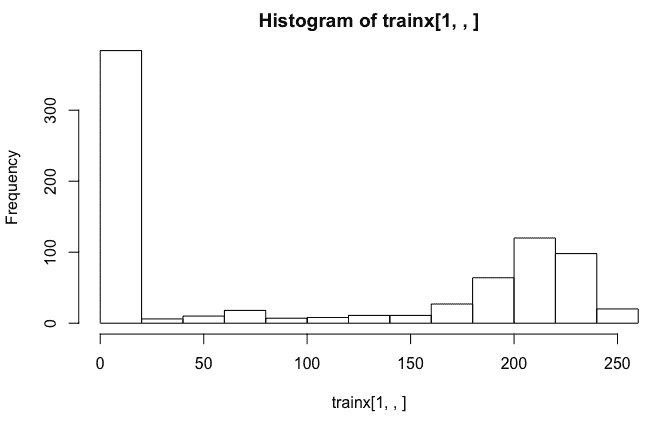 Histogram of trainx[1, , ]
Frequency
300
200
100
0
0 50 100 150 200 250
trainx[1, , ]